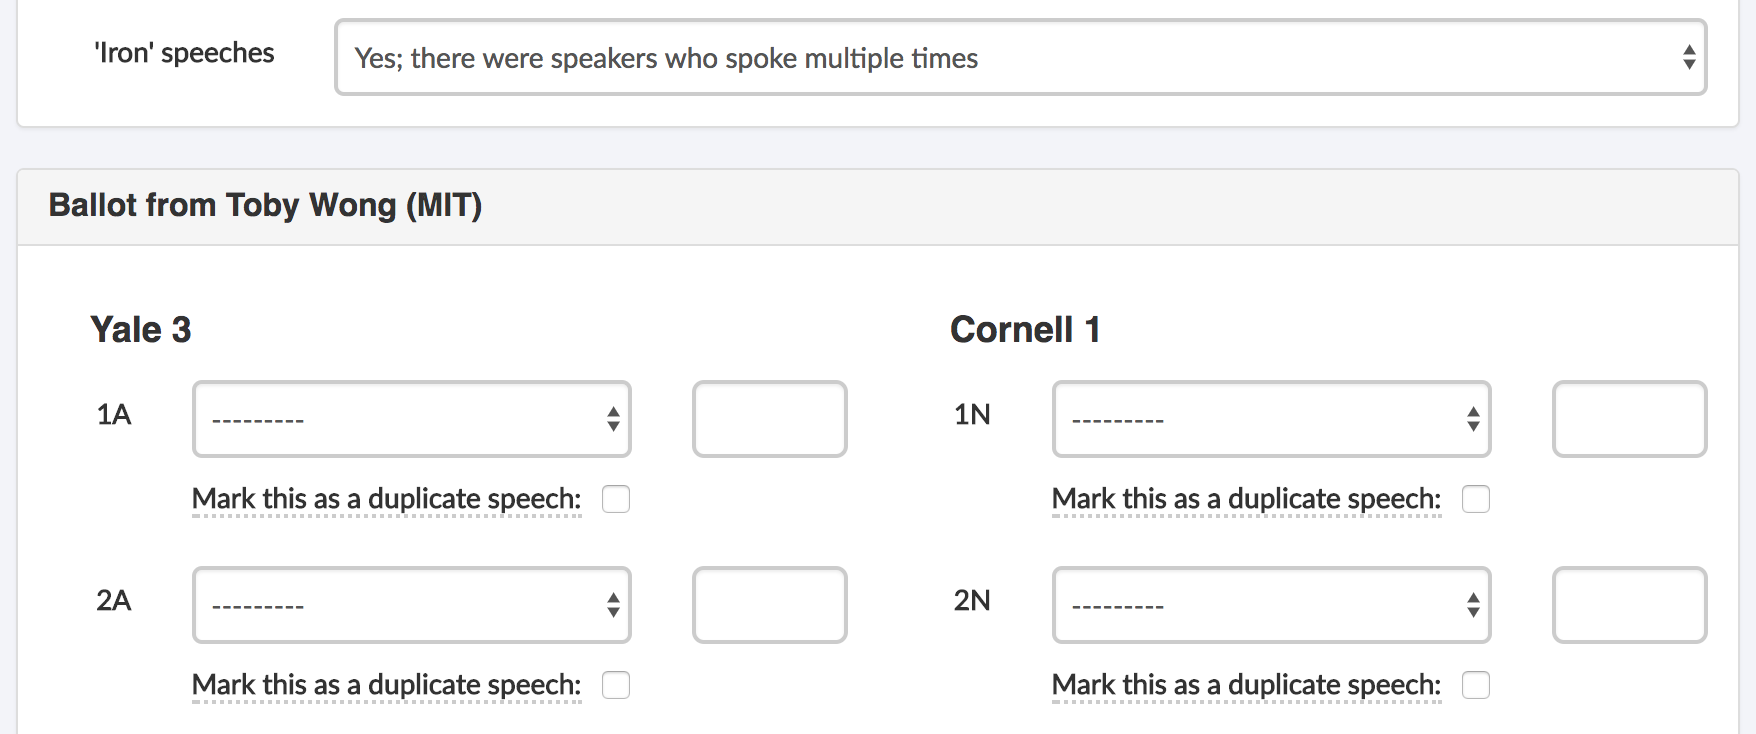 'Iron' speeches
Yes; there were speakers who spoke multiple times
Ballot from Toby Wong (MIT)
Yale 3
1A
---------
Mark this as a duplicate speech:
2A
---------
Mark this as a duplicate speech:
Cornell 1
1N
---------
Mark this as a duplicate speech:
2N
---------
Mark this as a duplicate speech: